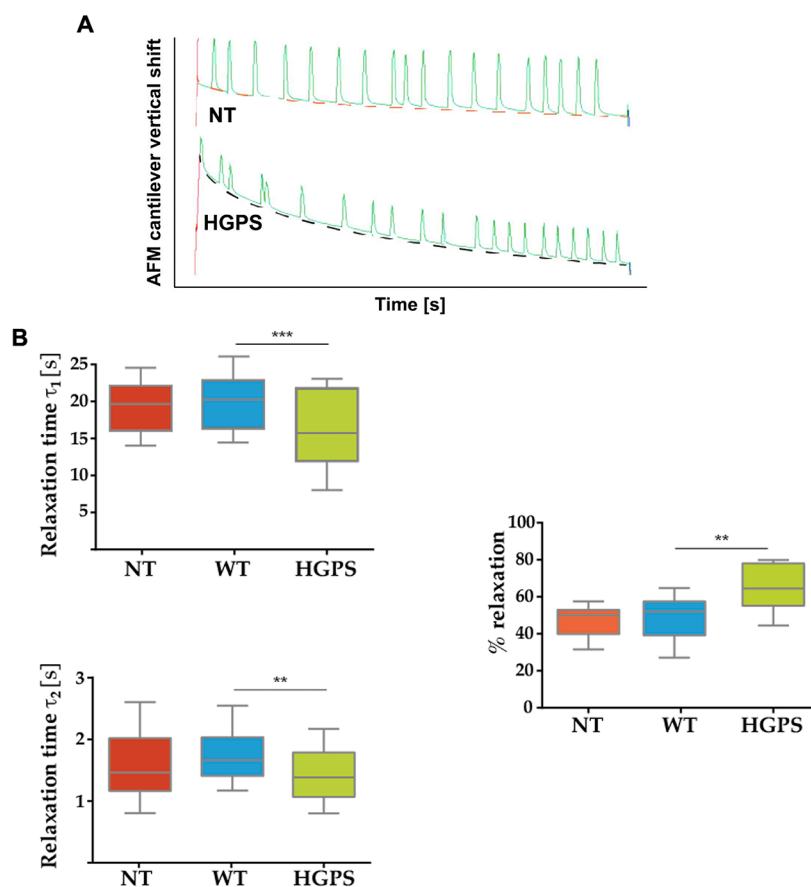 A
AFM cantilever vertical shift
NT
HGPS
Time [s]
B
Relaxation time τ₁ [s]
25
20
15
10
5
***
NT WT HGPS
% relaxation
100
80
60
40
20
0
**
NT WT HGPS
Relaxation time τ₂ [s]
3
2
1
**
NT WT HGPS